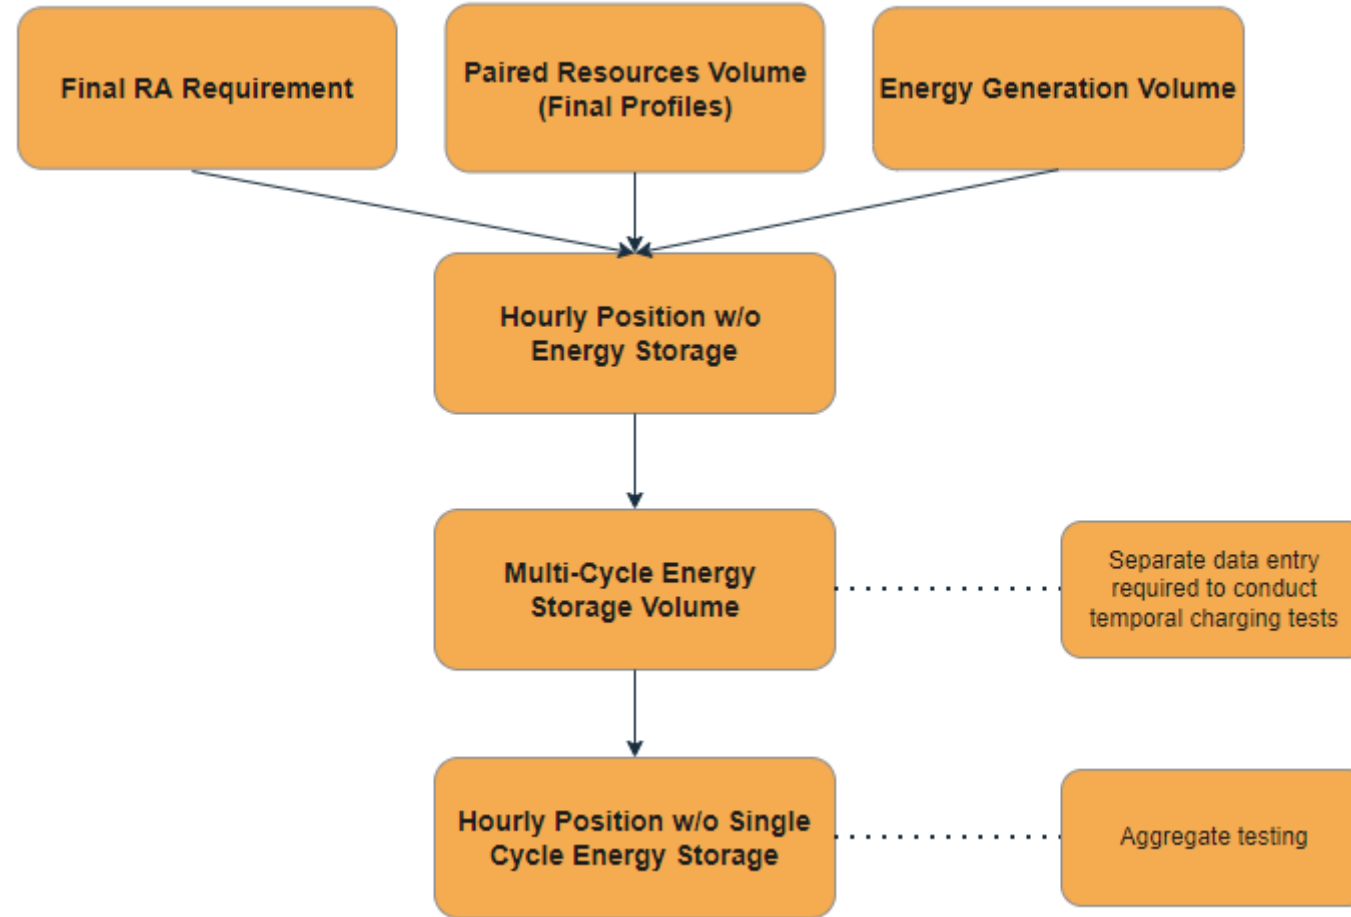 Final RA Requirement
Paired Resources Volume
(Final Profiles)
Energy Generation Volume
Hourly Position w/o
Energy Storage
Multi-Cycle Energy
Storage Volume
Separate data entry
required to conduct
temporal charging tests
Hourly Position w/o Single
Cycle Energy Storage
Aggregate testing